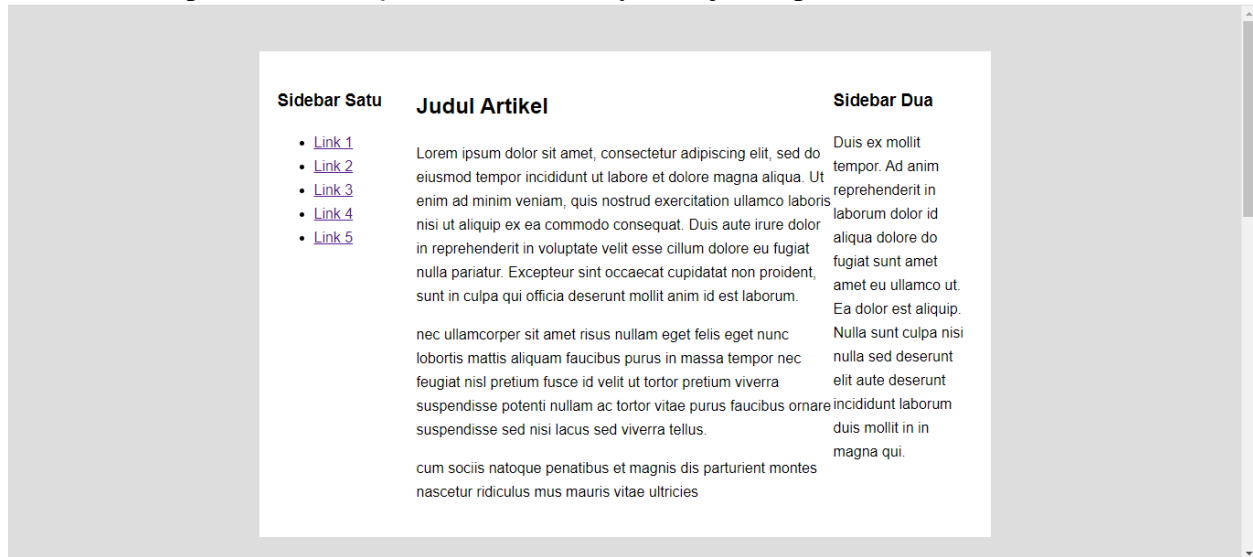 Sidebar Satu
Link 1
Link 2
Link 3
Link 4
Link 5
Judul Artikel
Lorem ipsum dolor sit amet, consectetur adipiscing elit, sed do
eiusmod tempor incididunt ut labore et dolore magna aliqua. Ut
enim ad minim veniam, quis nostrud exercitation ullamco laboris
nisi ut aliquip ex ea commodo consequat. Duis aute irure dolor
in reprehenderit in voluptate velit esse cillum dolore eu fugiat
nulla pariatur. Excepteur sint occaecat cupidatat non proident,
sunt in culpa qui officia deserunt mollit anim id est laborum.
nec ullamcorper sit amet risus nullam eget felis eget nunc
lobortis mattis aliquam faucibus purus in massa tempor nec
feugiat nisl pretium fusce id velit ut tortor pretium viverra
suspendisse potenti nullam ac tortor vitae purus faucibus ornare
suspendisse sed nisi lacus sed viverra tellus.
cum sociis natoque penatibus et magnis dis parturient montes
nascetur ridiculus mus mauris vitae ultricies
Sidebar Dua
Duis ex mollit
tempor. Ad anim
reprehenderit in
laborum dolor id
aliqua dolore do
fugiat sunt amet
amet eu ullamco ut.
Ea dolor est aliquip.
Nulla sunt culpa nisi
nulla sed deserunt
elit aute deserunt
incididunt laborum
duis mollit in in
magna qui.